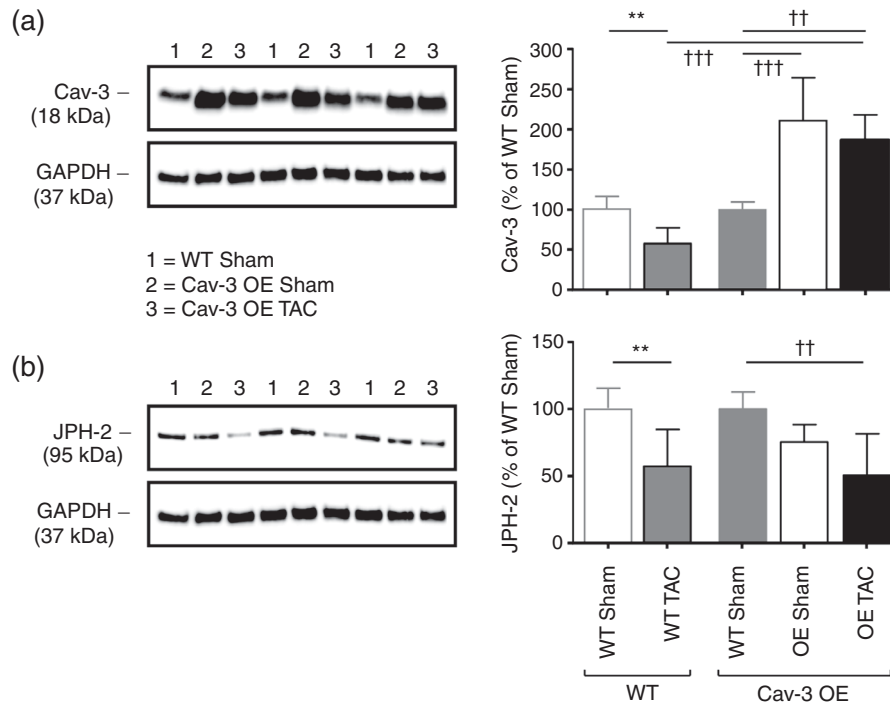 (a)
1 2 3 1 2 3 1 2 3
Cav-3 –
(18 kDa)
GAPDH –
(37 kDa)
1 = WT Sham
2 = Cav-3 OE Sham
3 = Cav-3 OE TAC
Cav-3 (% of WT Sham)
300
250
200
150
100
50
0
**
††
†††
†††
(b)
1 2 3 1 2 3 1 2 3
JPH-2 –
(95 kDa)
GAPDH –
(37 kDa)
JPH-2 (% of WT Sham)
150
100
50
0
**
††
WT Sham
WT TAC
WT Sham
OE Sham
OE TAC
WT
Cav-3 OE